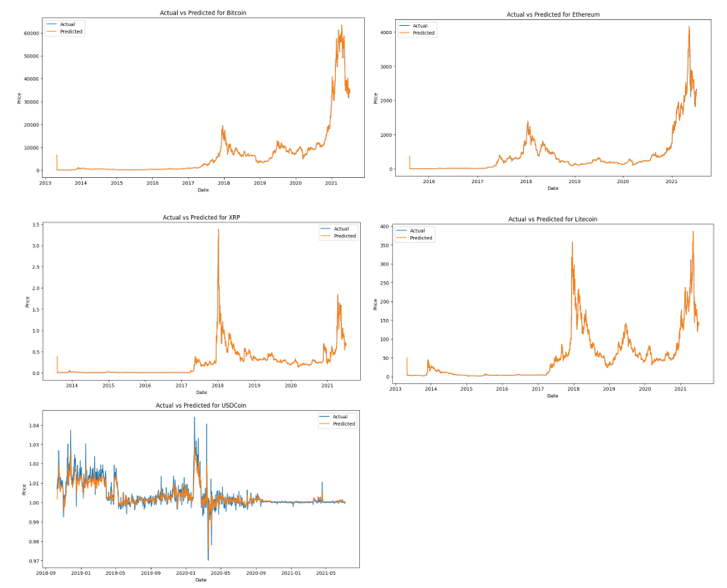 Actual vs Predicted for Bitcoin
Actual
Predicted
60000
50000
40000
30000
20000
10000
0
Price
2013 2014 2015 2016 2017 2018 2019 2020 2021
Date
Actual vs Predicted for Ethereum
Actual
Predicted
4000
3000
2000
1000
0
Price
2016 2017 2018 2019 2020 2021
Date
Actual vs Predicted for XRP
Actual
Predicted
3.5
3.0
2.5
2.0
1.5
1.0
0.5
0.0
Price
2014 2015 2016 2017 2018 2019 2020 2021
Date
Actual vs Predicted for Litecoin
Actual
Predicted
400
350
300
250
200
150
100
50
0
Price
2013 2014 2015 2016 2017 2018 2019 2020 2021
Date
Actual vs Predicted for USDCoin
Actual
Predicted
1.04
1.03
1.02
1.01
1.00
0.99
0.98
0.97
Price
2018-09 2019-01 2019-05 2019-09 2020-01 2020-05 2020-09 2021-01 2021-05
Date